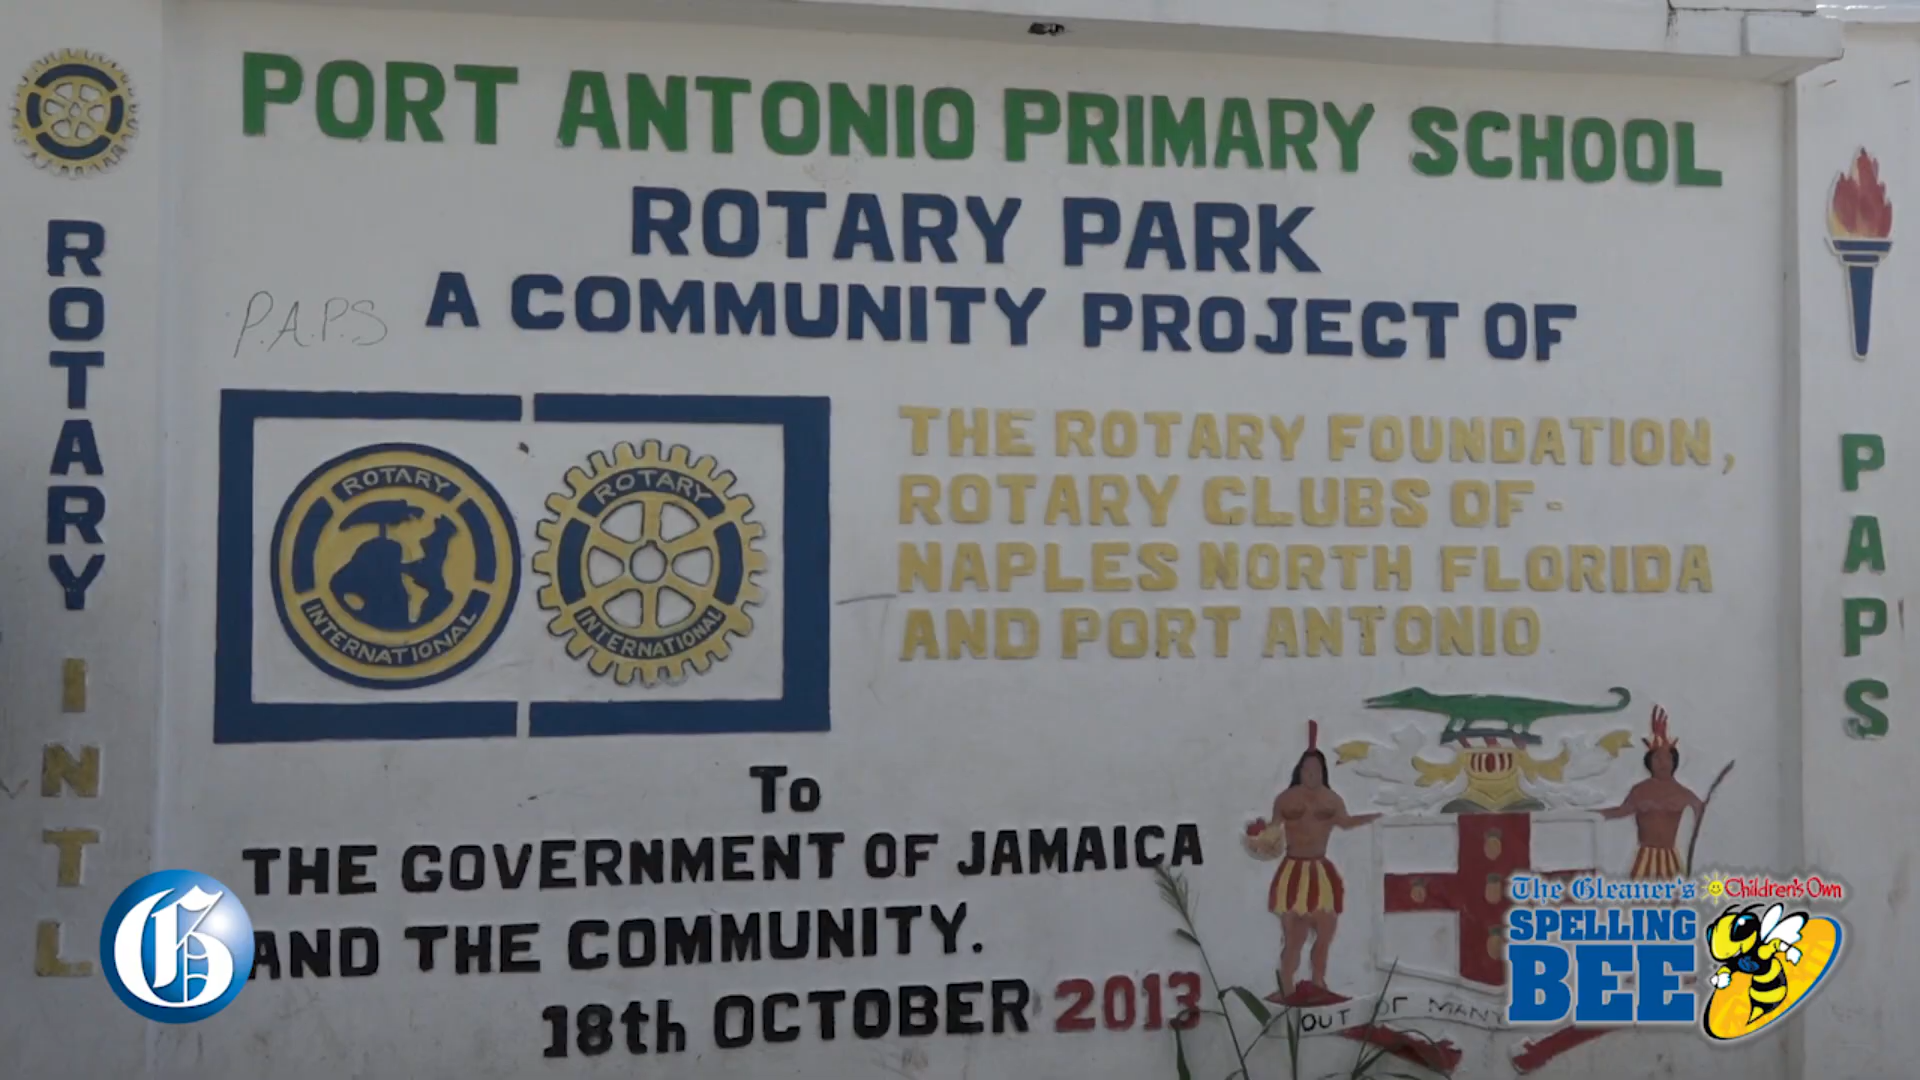 PORT ANTONIO PRIMARY SCHOOL
ROTARY PARK
P.A.P.S
A COMMUNITY PROJECT OF
ROTARY INTL
ROTARY
INTERNATIONAL
ROTARY
INTERNATIONAL
THE ROTARY FOUNDATION,
ROTARY CLUBS OF -
NAPLES NORTH FLORIDA
AND PORT ANTONIO
PAPS
To
THE GOVERNMENT OF JAMAICA
AND THE COMMUNITY.
18th OCTOBER 2013
OUT OF MANY
G
The Gleaner's
Children's Own
SPELLING
BEE